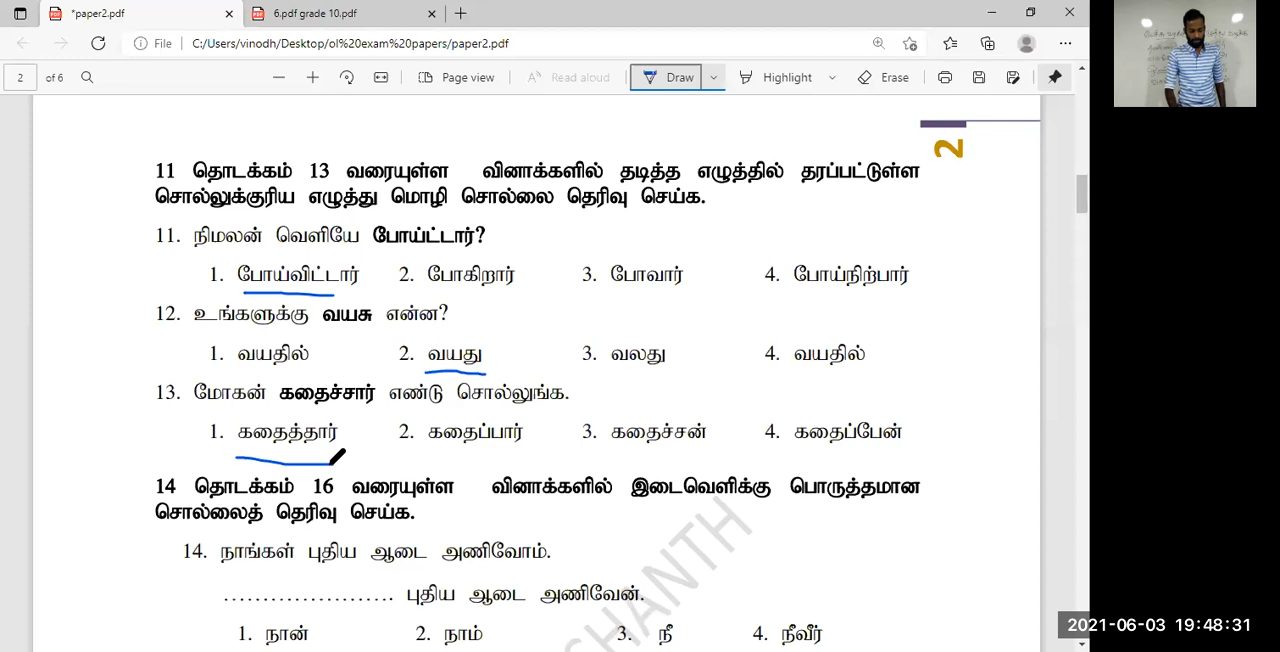 *paper2.pdf
6.pdf grade 10.pdf
File C:/Users/vinodh/Desktop/ol%20exam%20papers/paper2.pdf
2 of 6 Page view Read aloud Draw Highlight Erase
2
11 தொடக்கம் 13 வரையுள்ள வினாக்களில் தடித்த எழுத்தில் தரப்பட்டுள்ள
சொல்லுக்குரிய எழுத்து மொழி சொல்லை தெரிவு செய்க.
11. நிமலன் வெளியே போய்ட்டார்?
1. போய்விட்டார் 2. போகிறார் 3. போவார் 4. போய்நிற்பார்
12. உங்களுக்கு வயசு என்ன?
1. வயதில் 2. வயது 3. வலது 4. வயதில்
13. மோகன் கதைச்சார் எண்டு சொல்லுங்க.
1. கதைத்தார் 2. கதைப்பார் 3. கதைச்சன் 4. கதைப்பேன்
14 தொடக்கம் 16 வரையுள்ள வினாக்களில் இடைவெளிக்கு பொருத்தமான
சொல்லைத் தெரிவு செய்க.
14. நாங்கள் புதிய ஆடை அணிவோம்.
..................... புதிய ஆடை அணிவேன்.
1. நான் 2. நாம் 3. நீ 4. நீவீர்
SHANTH
2021-06-03 19:48:31